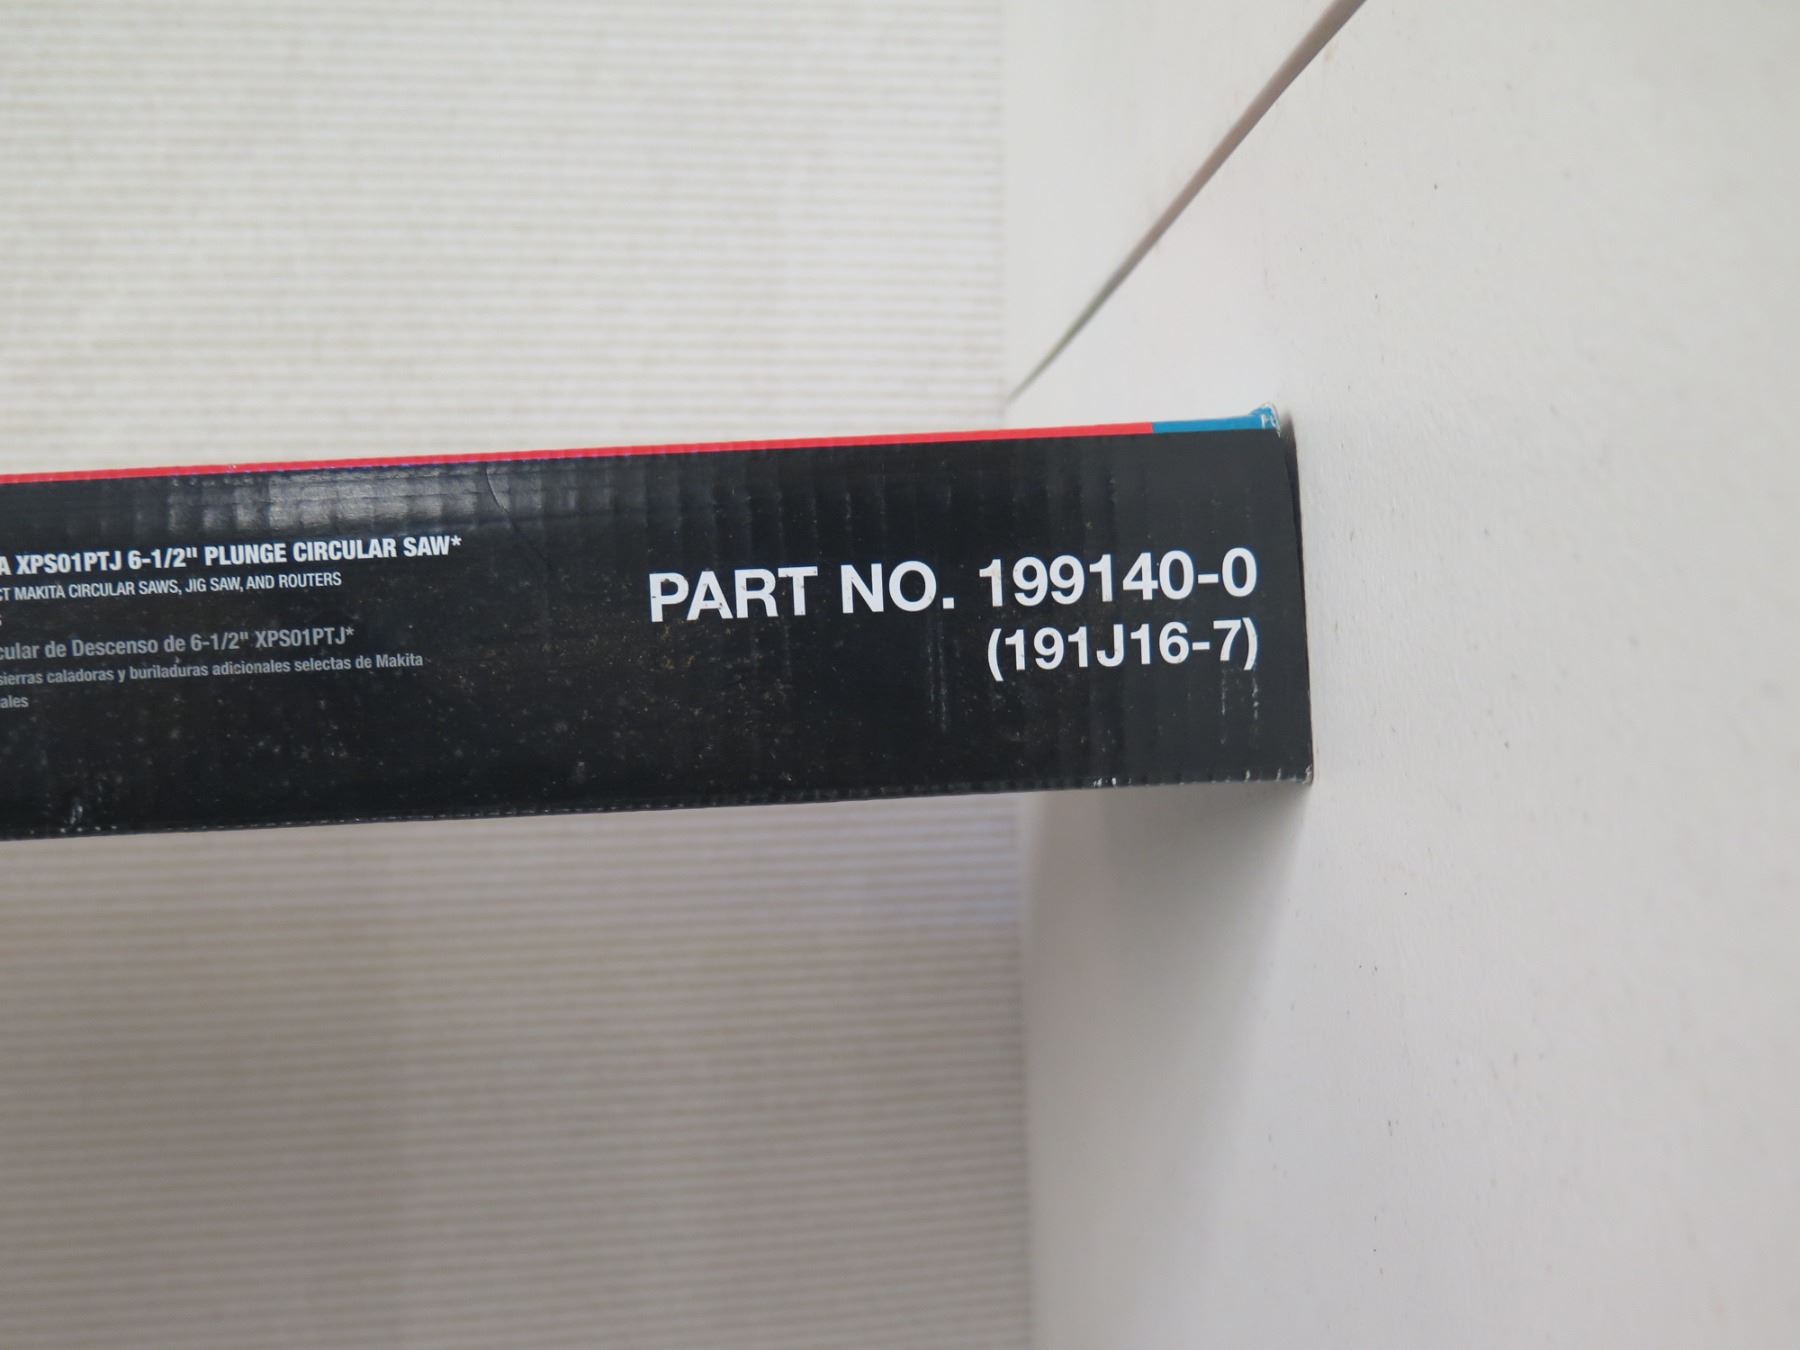 A XPS01PTJ 6-1/2" PLUNGE CIRCULAR SAW*
CT MAKITA CIRCULAR SAWS, JIG SAW, AND ROUTERS
S
cular de Descenso de 6-1/2" XPS01PTJ*
sierras caladoras y buriladuras adicionales selectas de Makita
ales
PART NO. 199140-0
(191J16-7)